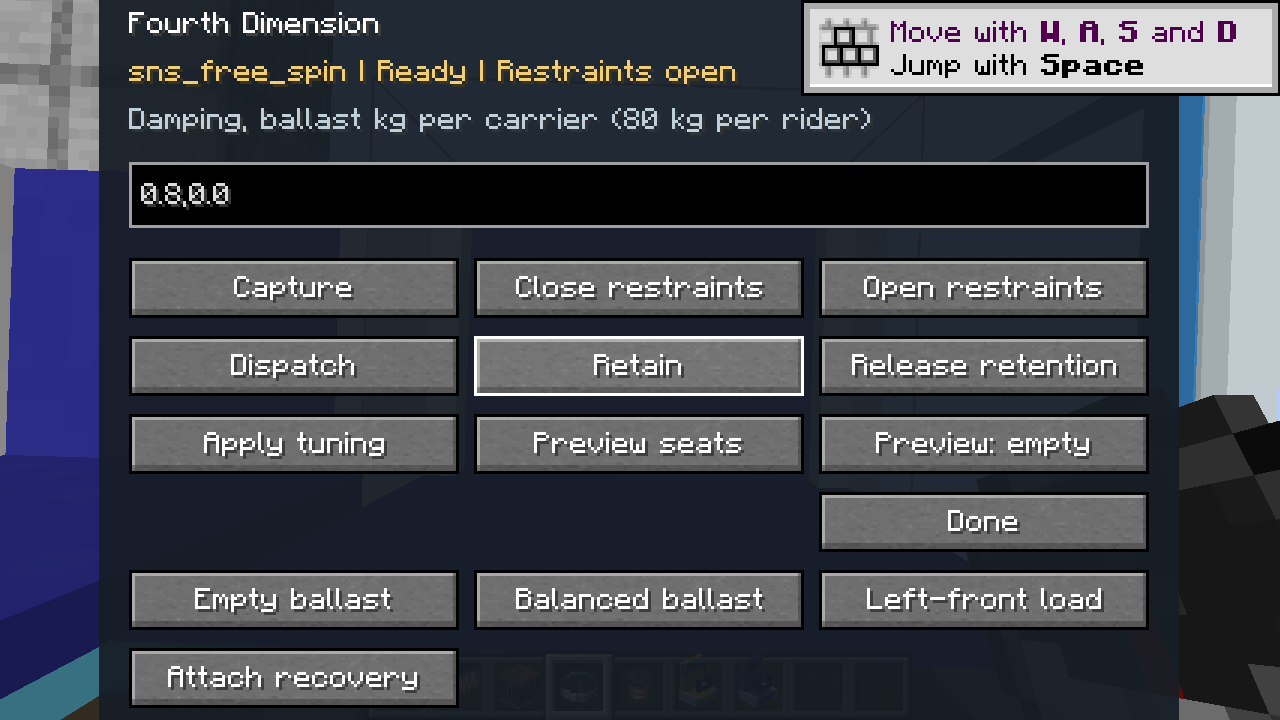 Fourth Dimension
sns_free_spin | Ready | Restraints open
Move with W, A, S and D
Jump with Space
Damping, ballast kg per carrier (80 kg per rider)
0.8,0.0
Capture
Close restraints
Open restraints
Dispatch
Retain
Release retention
Apply tuning
Preview seats
Preview: empty
Done
Empty ballast
Balanced ballast
Left-front load
Attach recovery